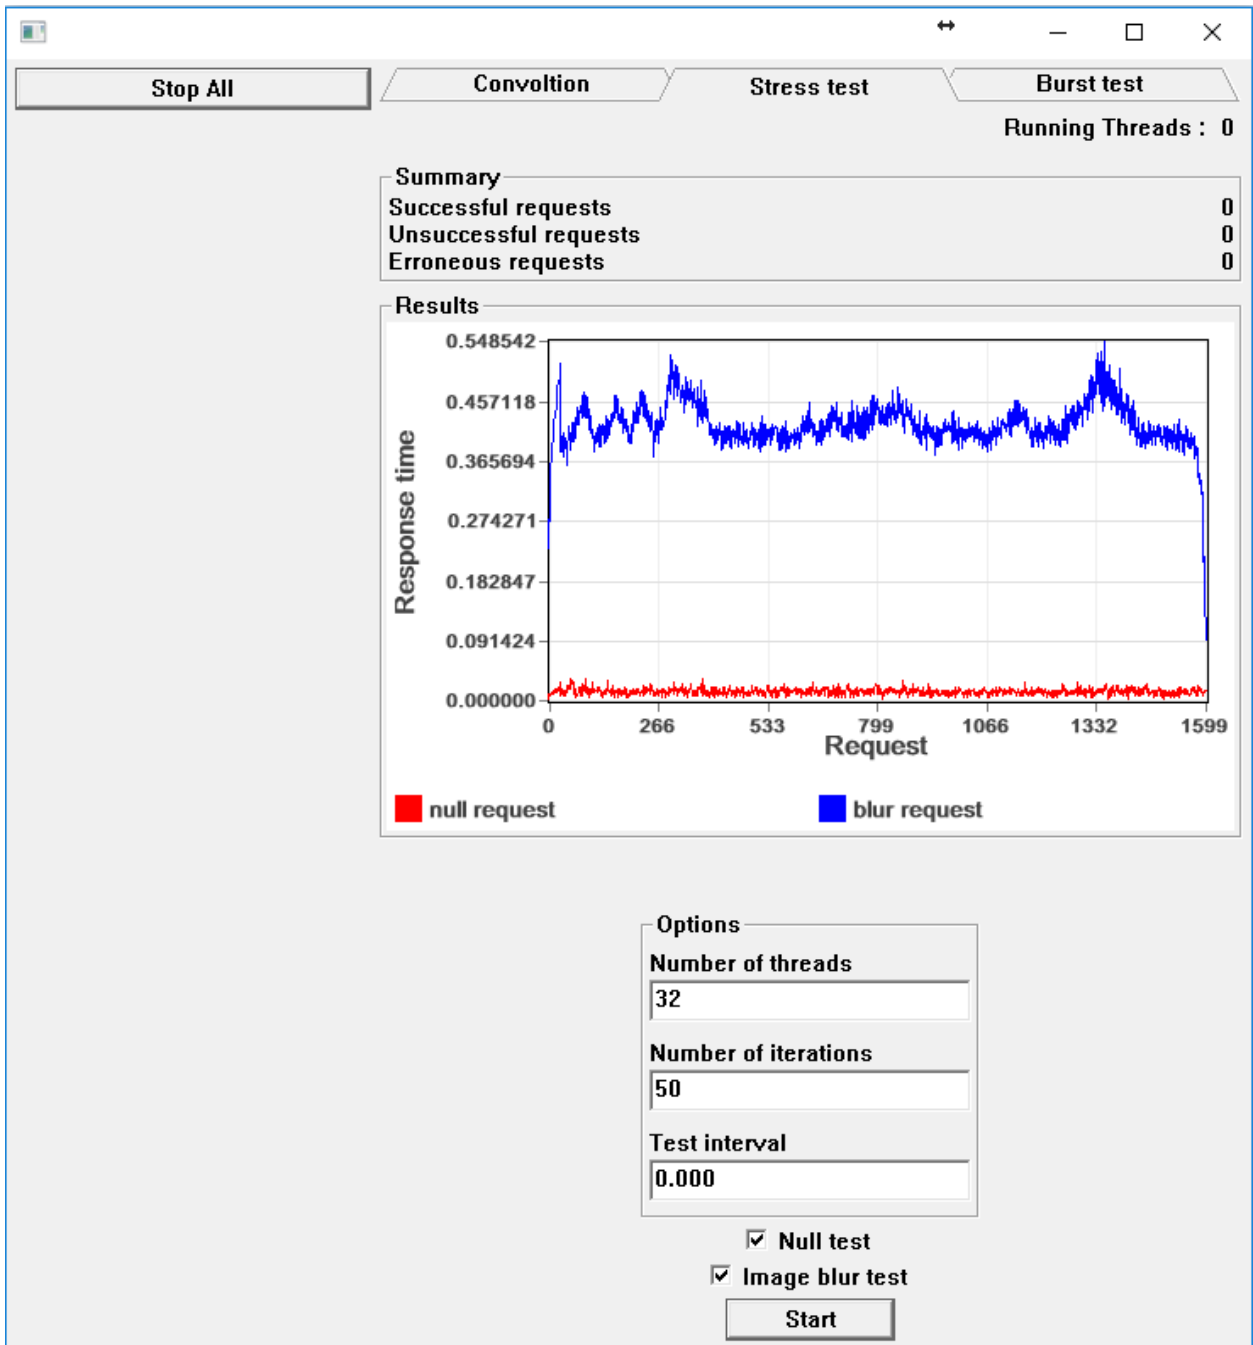 Stop All
Convoltion
Stress test
Burst test
Running Threads : 0
Summary
Successful requests 0
Unsuccessful requests 0
Erroneous requests 0
Results
0.548542
0.457118
0.365694
0.274271
0.182847
0.091424
0.000000
Response time
0 266 533 799 1066 1332 1599
Request
null request blur request
Options
Number of threads
32
Number of iterations
50
Test interval
0.000
Null test
Image blur test
Start